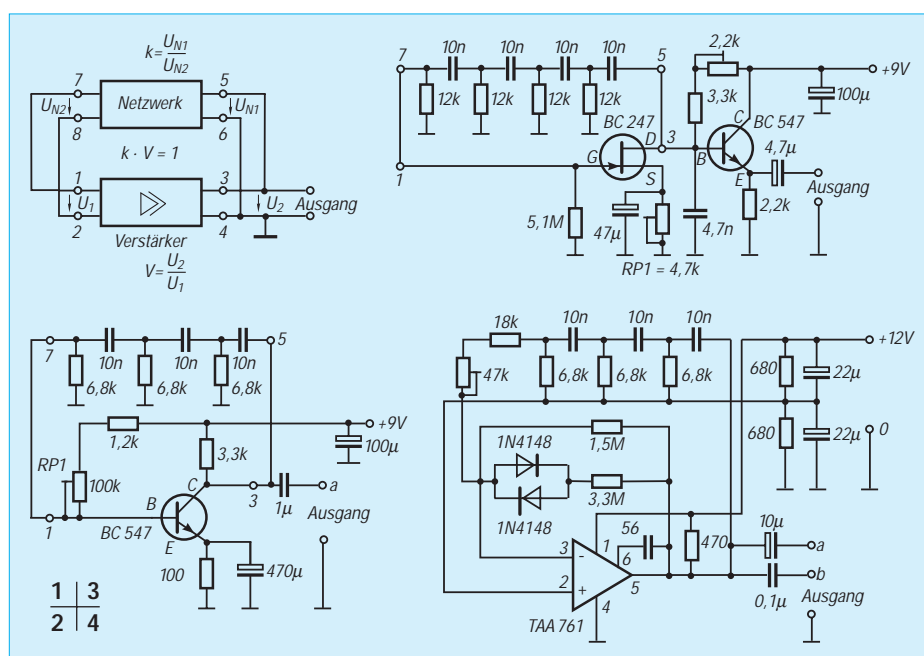 k= U_N1
U_N2
7 5
Netzwerk
U_N2 U_N1
8 6
k · V = 1
1 3
U_1 U_2 Ausgang
2 4
Verstärker
V= U_2
U_1
7 10n 10n 10n 10n 5
12k 12k 12k 12k
2,2k
+9V
3,3k 100µ
BC 247 C BC 547
D 3 4,7µ
G B
1 S E
Ausgang
5,1M 47µ 4,7n 2,2k
RP1 = 4,7k
7 5
10n 10n 10n
6,8k 6,8k 6,8k
+9V
1,2k 3,3k 100µ
RP1
100k C
B 3 1µ a
1 BC 547 Ausgang
E
100 470µ
1 3
2 4
18k 10n 10n 10n
+12V
47k 6,8k 6,8k 6,8k 680 22µ
1,5M 680 22µ 0
1N4148
3,3M
1N4148
56 10µ
3 - 1 6 470 a
2 + 5 b
4 0,1µ Ausgang
TAA 761